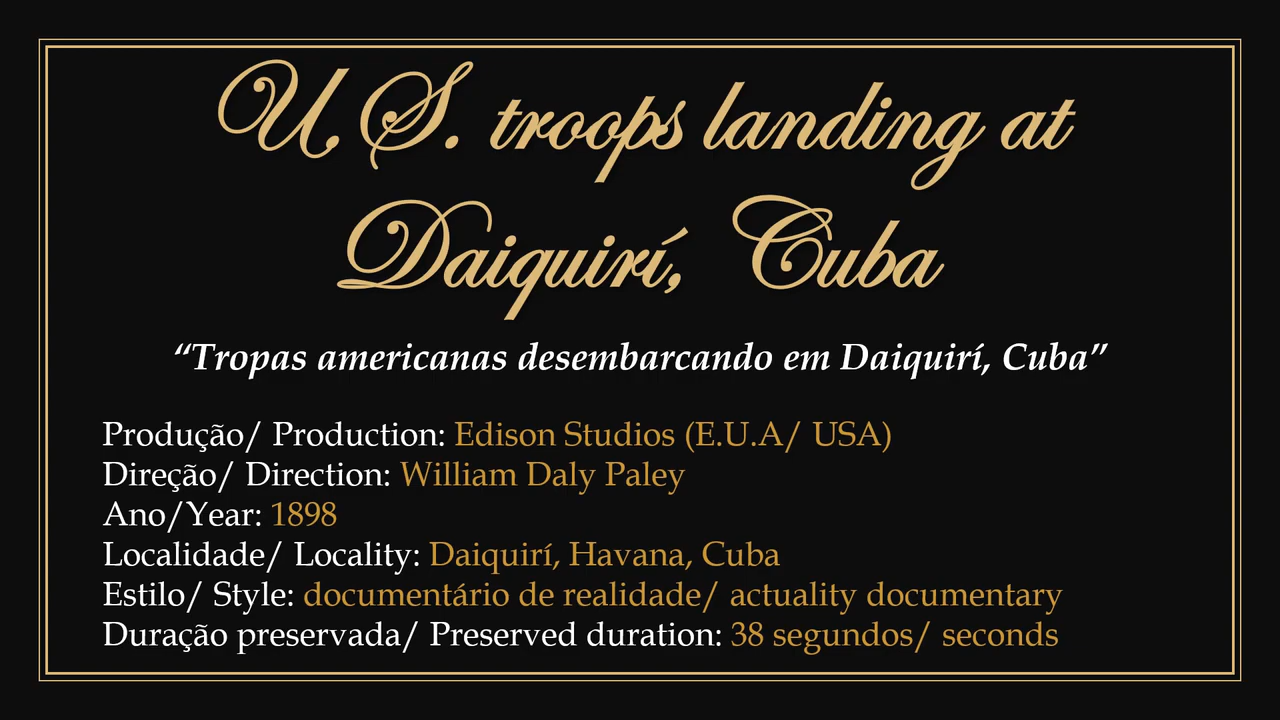 U.S. troops landing at
Daiquirí, Cuba
“Tropas americanas desembarcando em Daiquirí, Cuba”
Produção/ Production: Edison Studios (E.U.A/ USA)
Direção/ Direction: William Daly Paley
Ano/Year: 1898
Localidade/ Locality: Daiquirí, Havana, Cuba
Estilo/ Style: documentário de realidade/ actuality documentary
Duração preservada/ Preserved duration: 38 segundos/ seconds